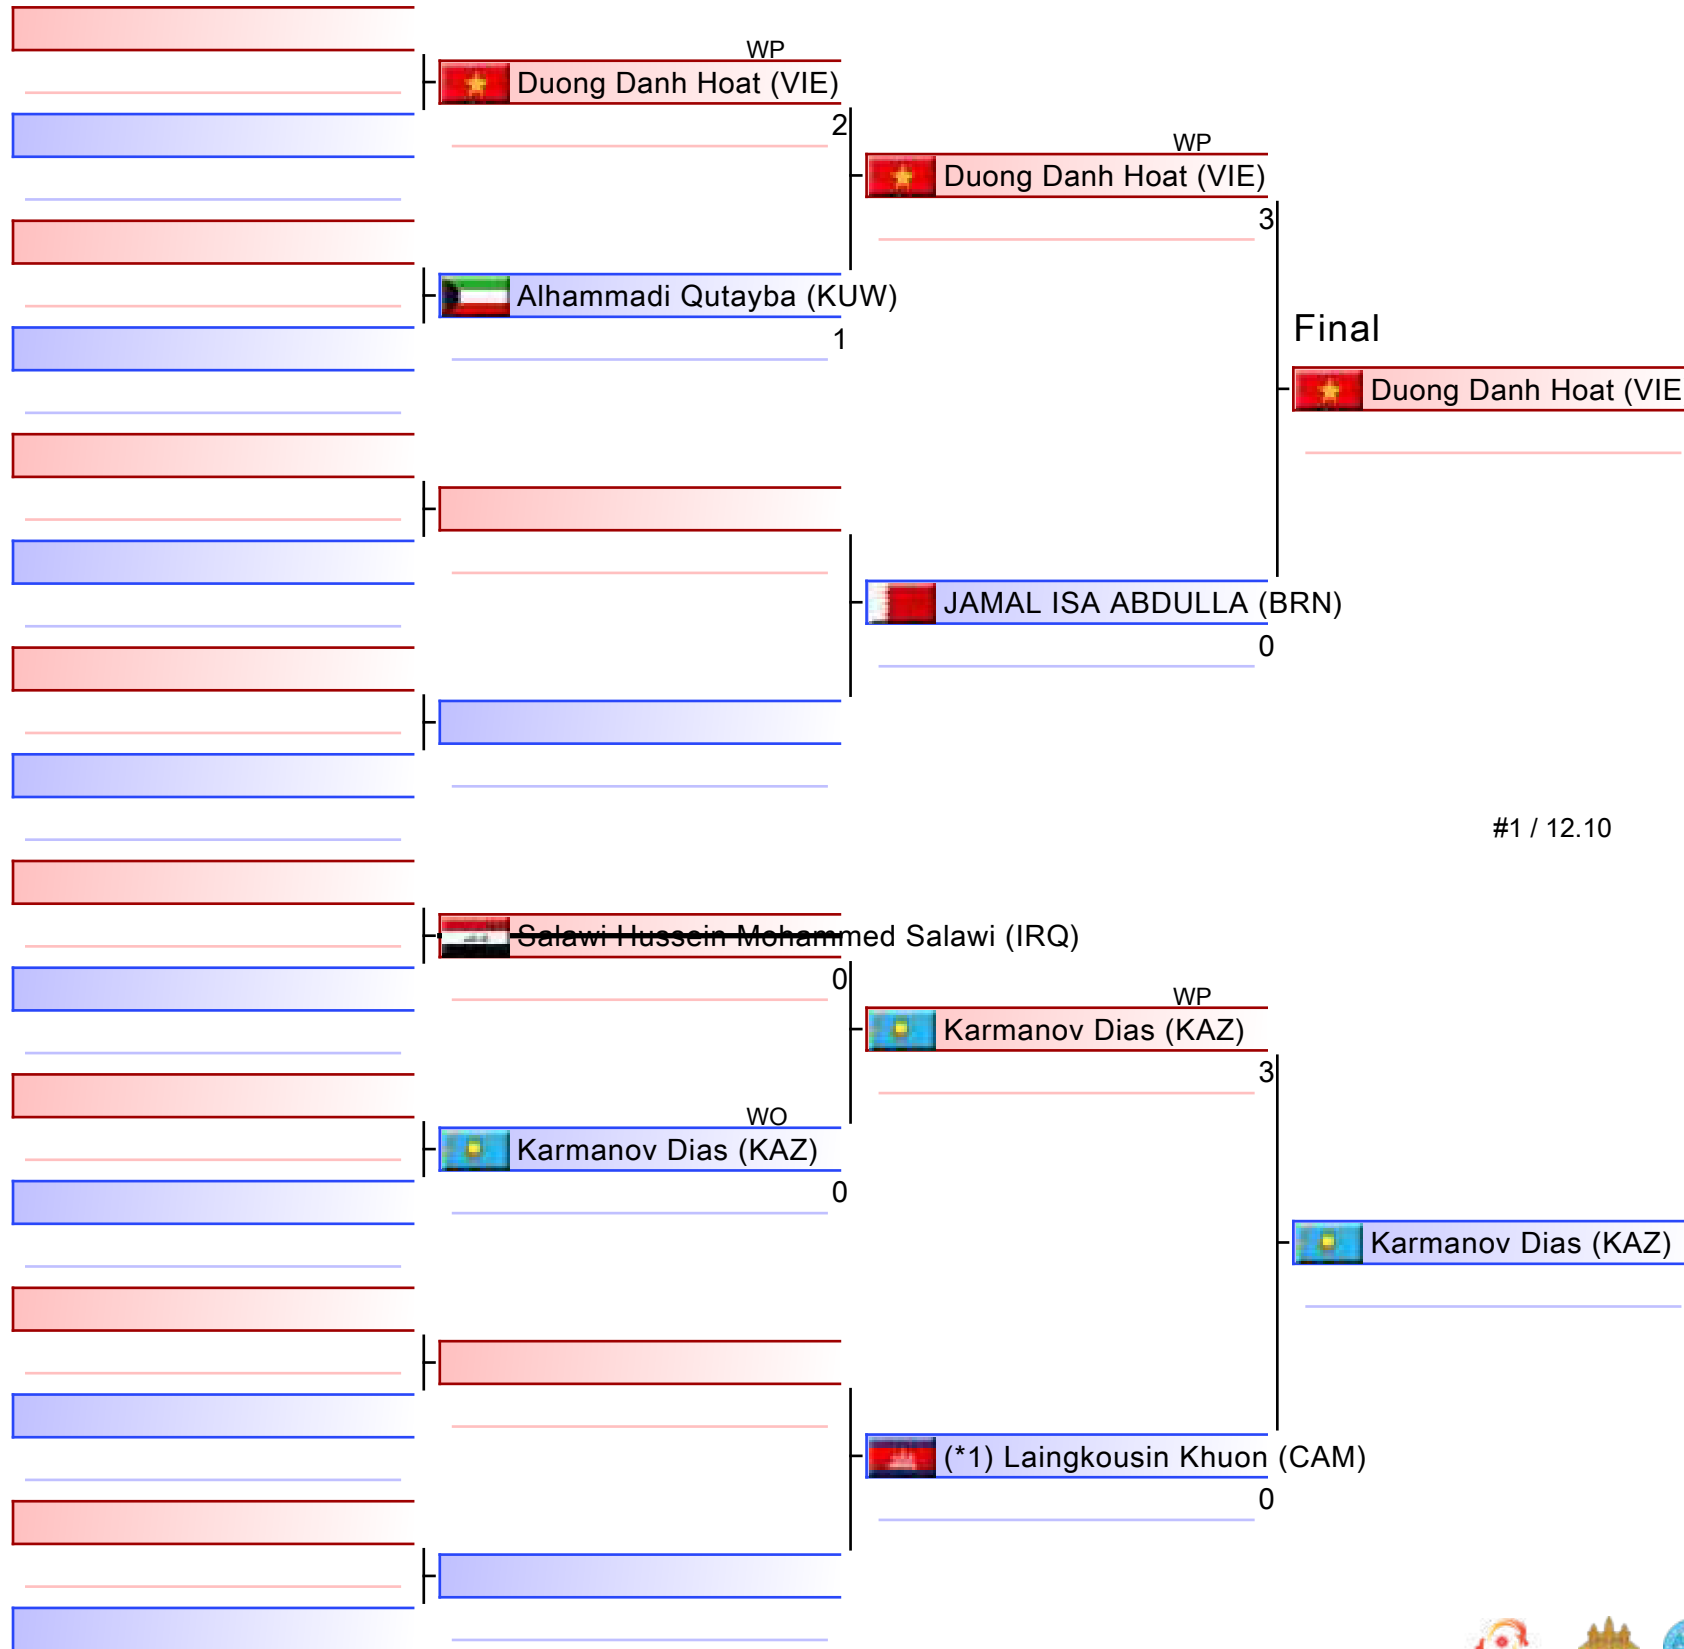 WP
Duong Danh Hoat (VIE)
2
WP
Duong Danh Hoat (VIE)
3
Alhammadi Qutayba (KUW)
1
Final
Duong Danh Hoat (VIE
JAMAL ISA ABDULLA (BRN)
0
#1 / 12.10
Salawi Hussein Mohammed Salawi (IRQ)
0
WP
Karmanov Dias (KAZ)
3
WO
Karmanov Dias (KAZ)
0
Karmanov Dias (KAZ)
(*1) Laingkousin Khuon (CAM)
0